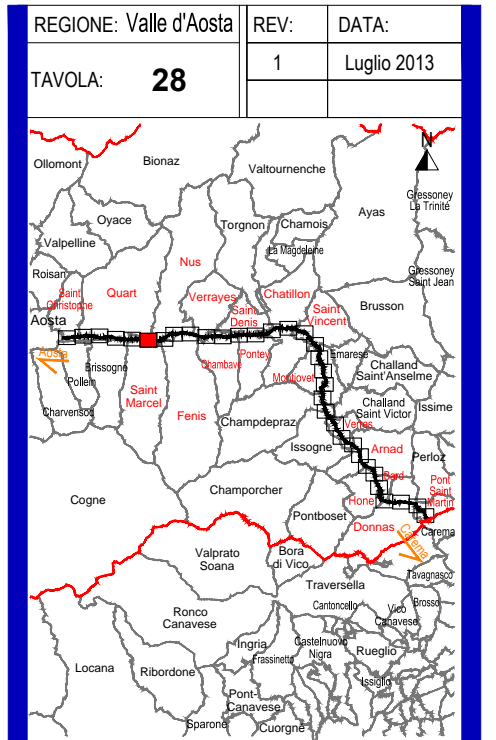 REGIONE: Valle d'Aosta
REV:
DATA:
TAVOLA: 28
1
Luglio 2013
N
Ollomont
Bionaz
Valtournenche
Gressoney
La Trinité
Ayas
Oyace
Torgnon
Chamois
Valpelline
La Magdeleine
Roisan
Nus
Gressoney
Saint Jean
Saint
Christophe
Quart
Verrayes
Chatillon
Saint
Denis
Saint
Vincent
Brusson
Aosta
Aosta
Brissogne
Chambave
Pontey
Emarese
Pollein
Saint
Marcel
Montjovet
Challand
Saint'Anselme
Charvensod
Fenis
Champdepraz
Challand
Saint Victor
Issime
Verres
Issogne
Arnad
Perloz
Bard
Pont
Saint
Martin
Cogne
Champorcher
Hone
Pontboset
Donnas
Carema
Carema
Valprato
Soana
Bora
di Vico
Tavagnasco
Traversella
Ronco
Canavese
Cantoncello
Vico
Canavese
Brosso
Ingria
Castelnuovo
Nigra
Rueglio
Frassinetto
Locana
Ribordone
Issiglio
Pont-
Canavese
Sparone
Cuorgnè